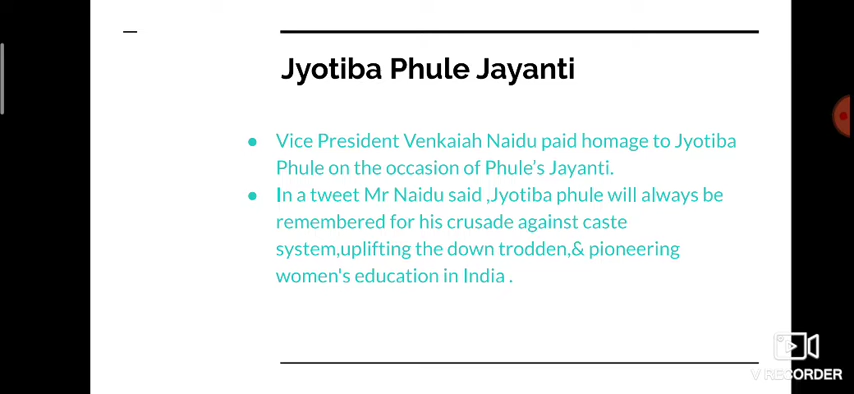 Jyotiba Phule Jayanti
● Vice President Venkaiah Naidu paid homage to Jyotiba
Phule on the occasion of Phule's Jayanti.
● In a tweet Mr Naidu said ,Jyotiba phule will always be
remembered for his crusade against caste
system,uplifting the down trodden,& pioneering
women's education in India .
V RECORDER